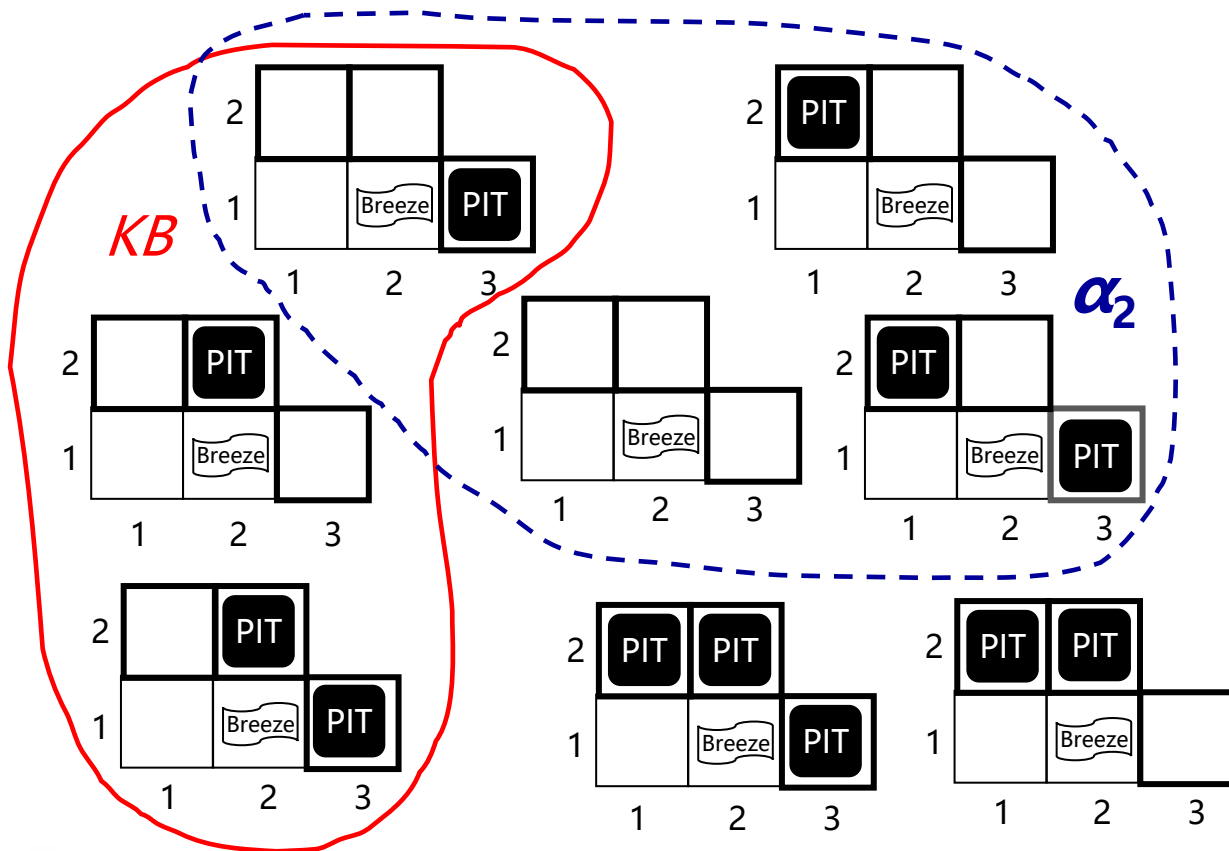 2 PIT 2
1 Breeze PIT 1 Breeze
KB
1 2 3 1 2 3
α2
2 PIT 2 2 PIT
1 Breeze 1 Breeze 1 Breeze PIT
1 2 3 1 2 3 1 2 3
2 PIT 2 PIT PIT 2 PIT PIT
1 Breeze PIT 1 Breeze PIT 1 Breeze
1 2 3 1 2 3 1 2 3